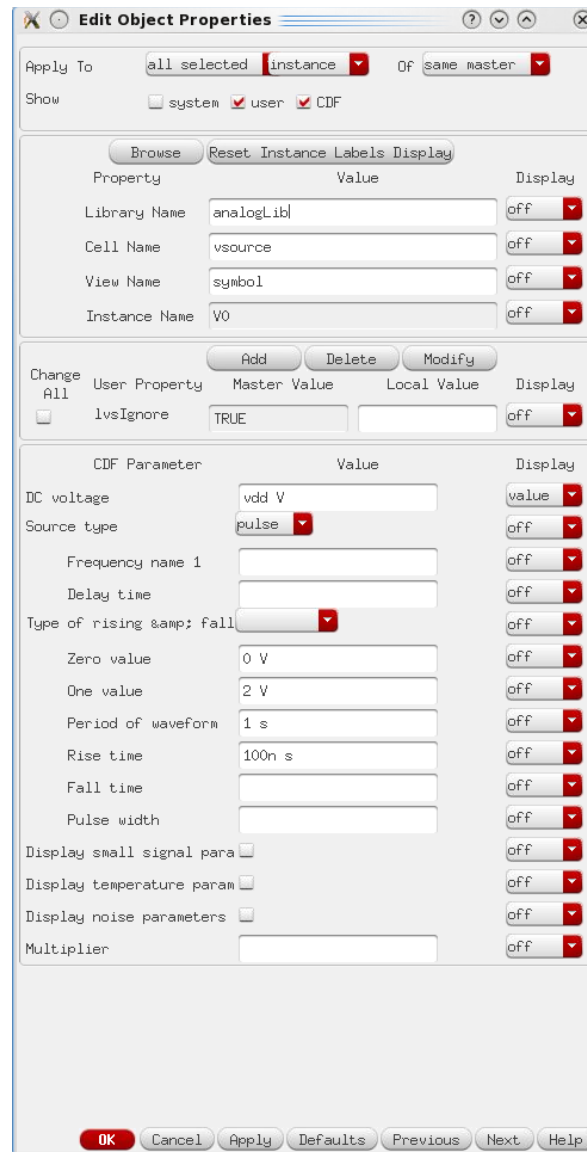 Edit Object Properties
Apply To all selected instance Of same master
Show system user CDF
Browse Reset Instance Labels Display
Property Value Display
Library Name analogLib off
Cell Name vsource off
View Name symbol off
Instance Name V0 off
Add Delete Modify
Change All User Property Master Value Local Value Display
lvsIgnore TRUE off
CDF Parameter Value Display
DC voltage vdd V value
Source type pulse off
Frequency name 1 off
Delay time off
Type of rising &amp; fall off
Zero value 0 V off
One value 2 V off
Period of waveform 1 s off
Rise time 100n s off
Fall time off
Pulse width off
Display small signal para off
Display temperature param off
Display noise parameters off
Multiplier off
OK Cancel Apply Defaults Previous Next Help